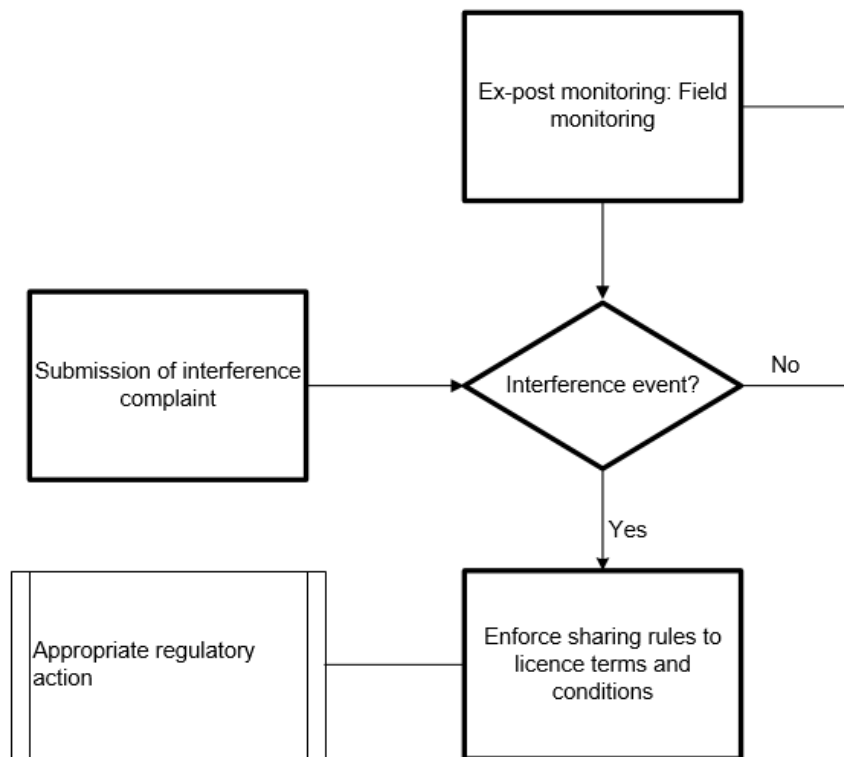 Ex-post monitoring: Field
monitoring
Submission of interference
complaint
Interference event?
No
Yes
Appropriate regulatory
action
Enforce sharing rules to
licence terms and
conditions